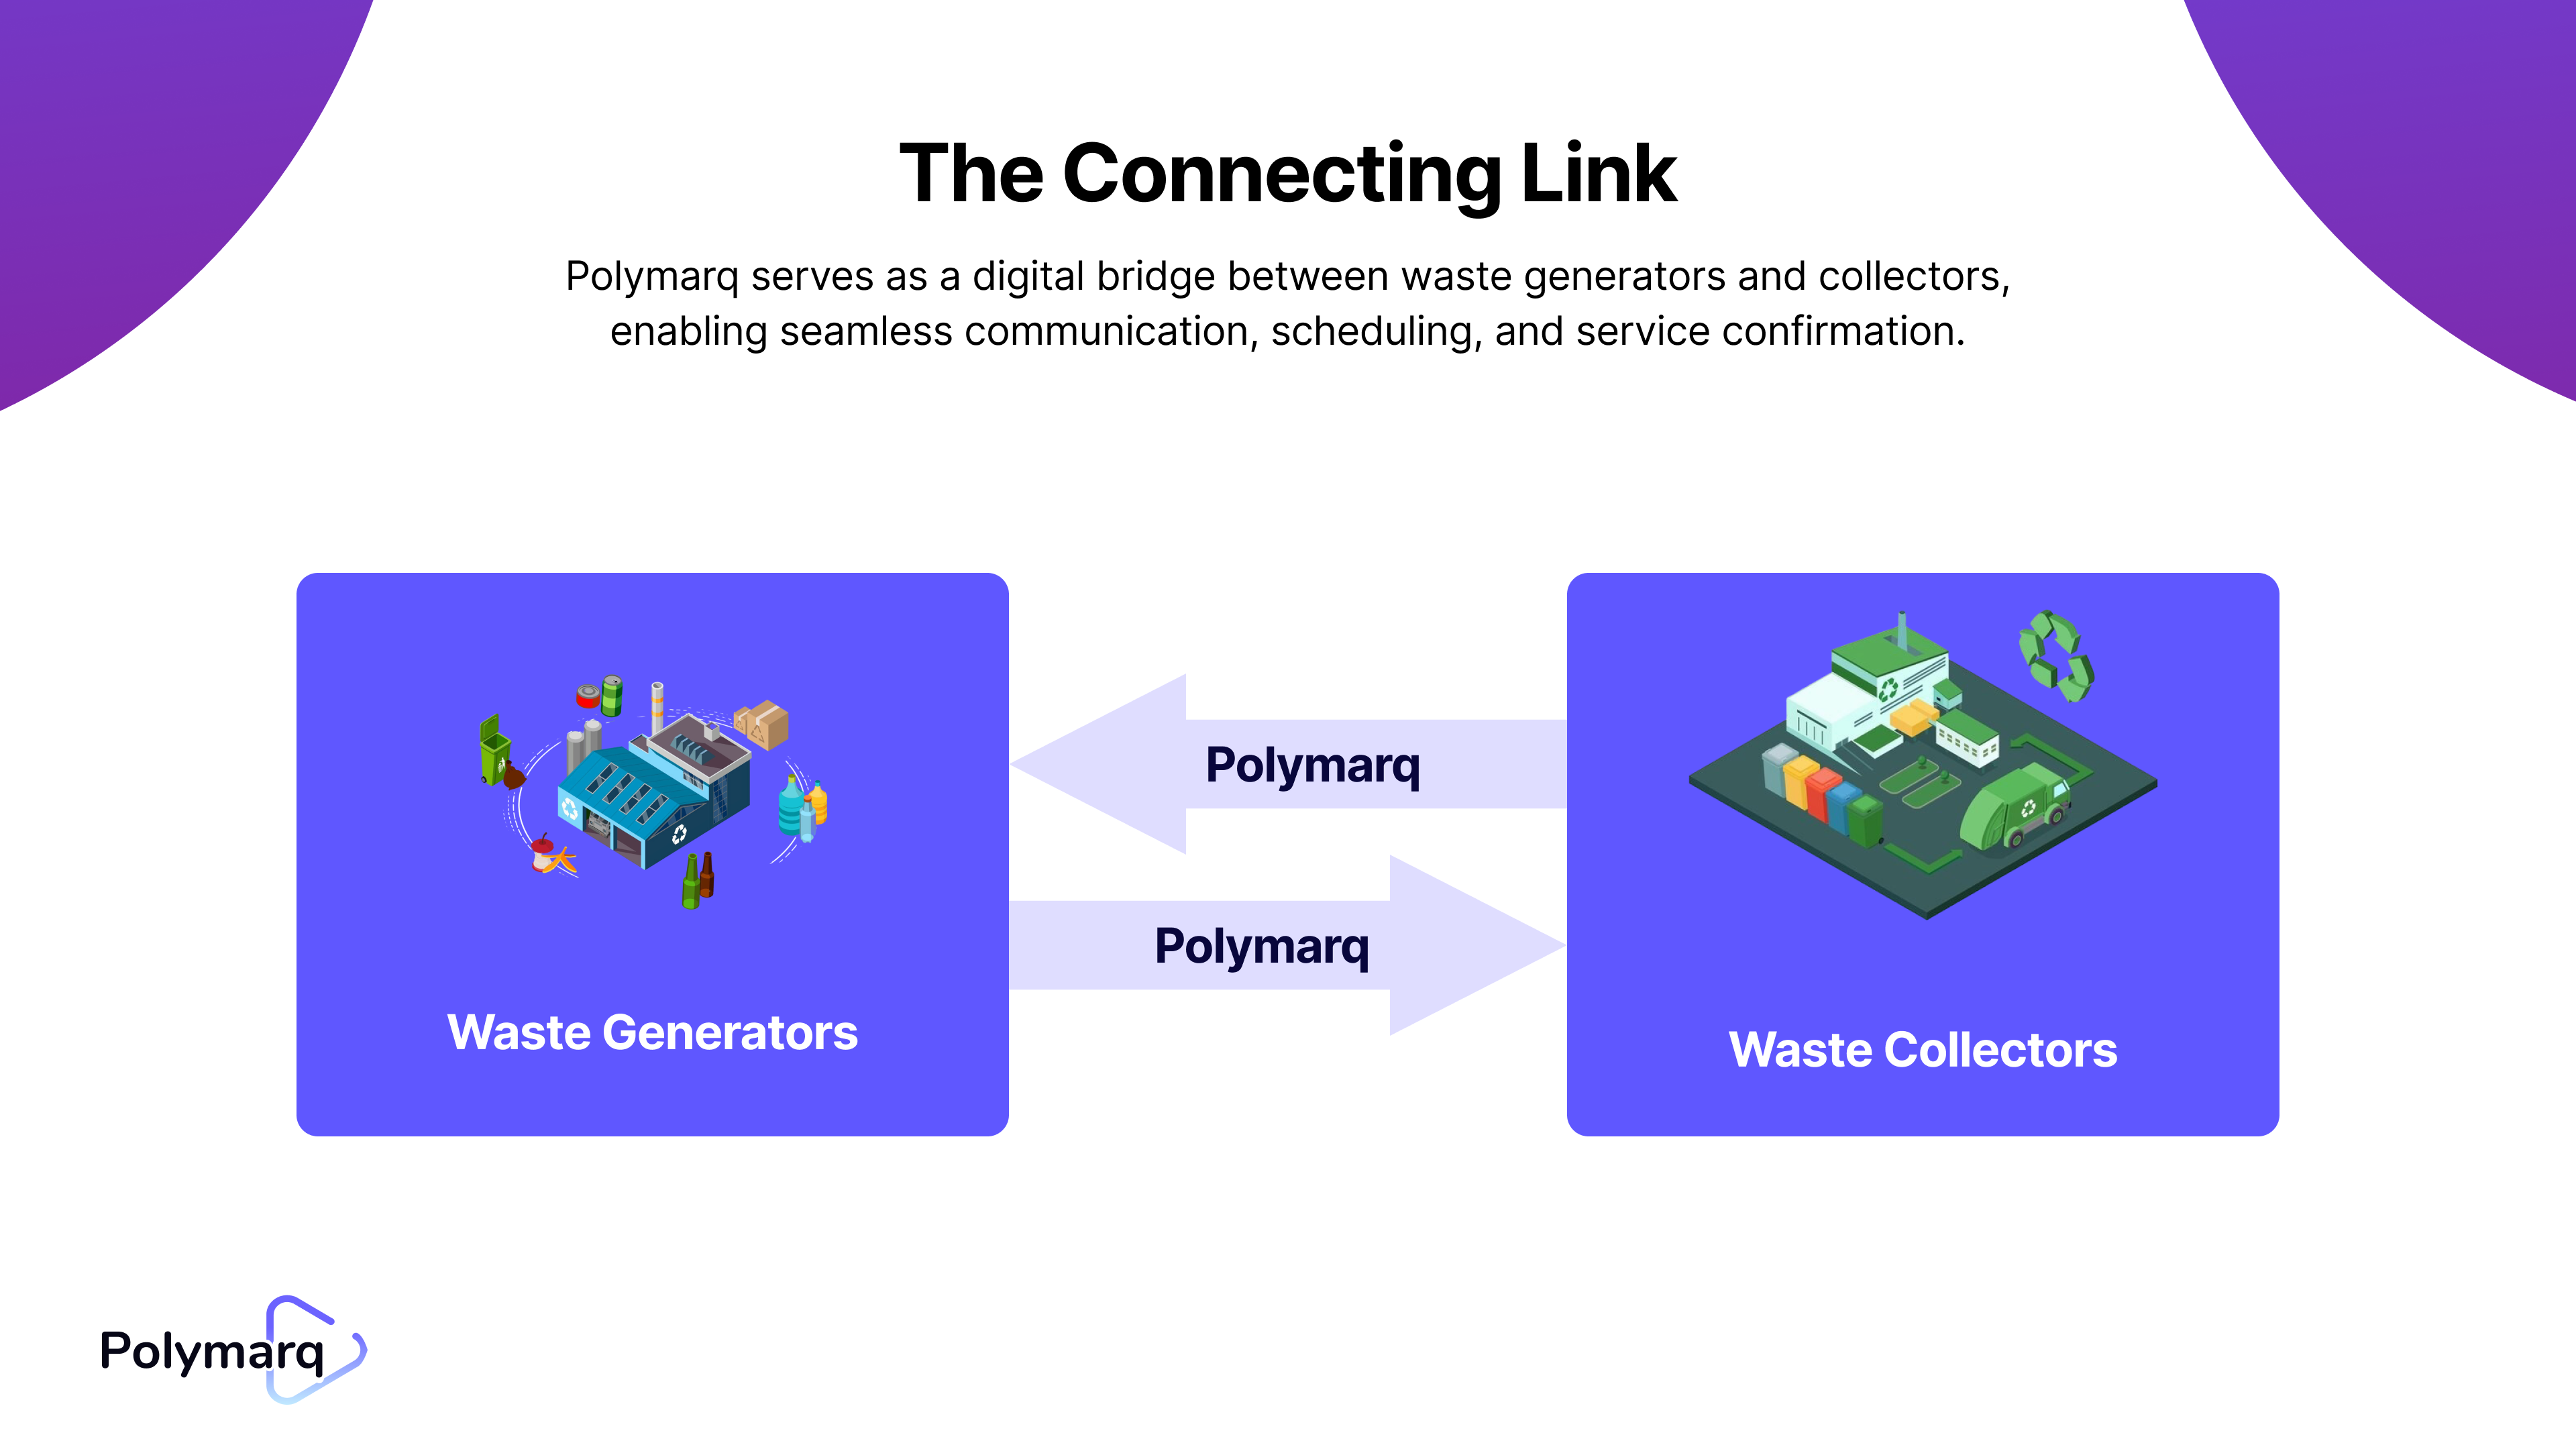 The Connecting Link
Polymarq serves as a digital bridge between waste generators and collectors,
enabling seamless communication, scheduling, and service confirmation.
Polymarq
Polymarq
Waste Generators
Waste Collectors
Polymarq